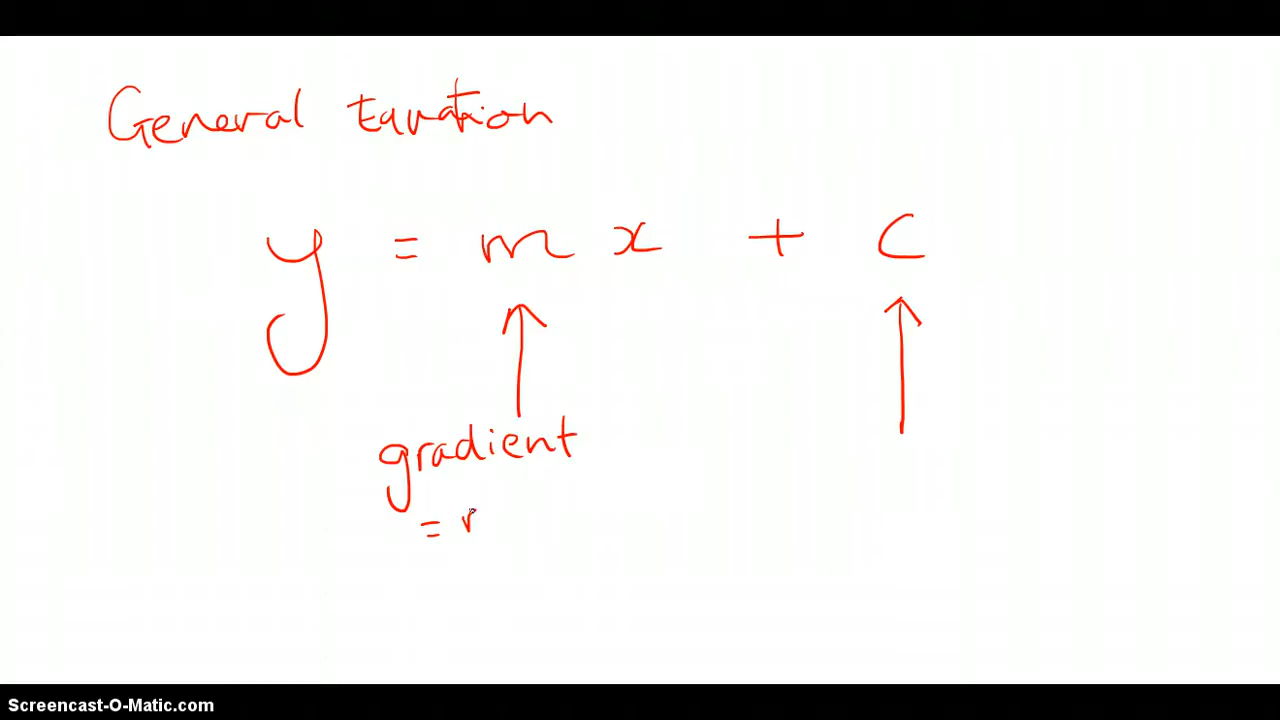 General Equation
y = mx + c
gradient
= r
Screencast-O-Matic.com